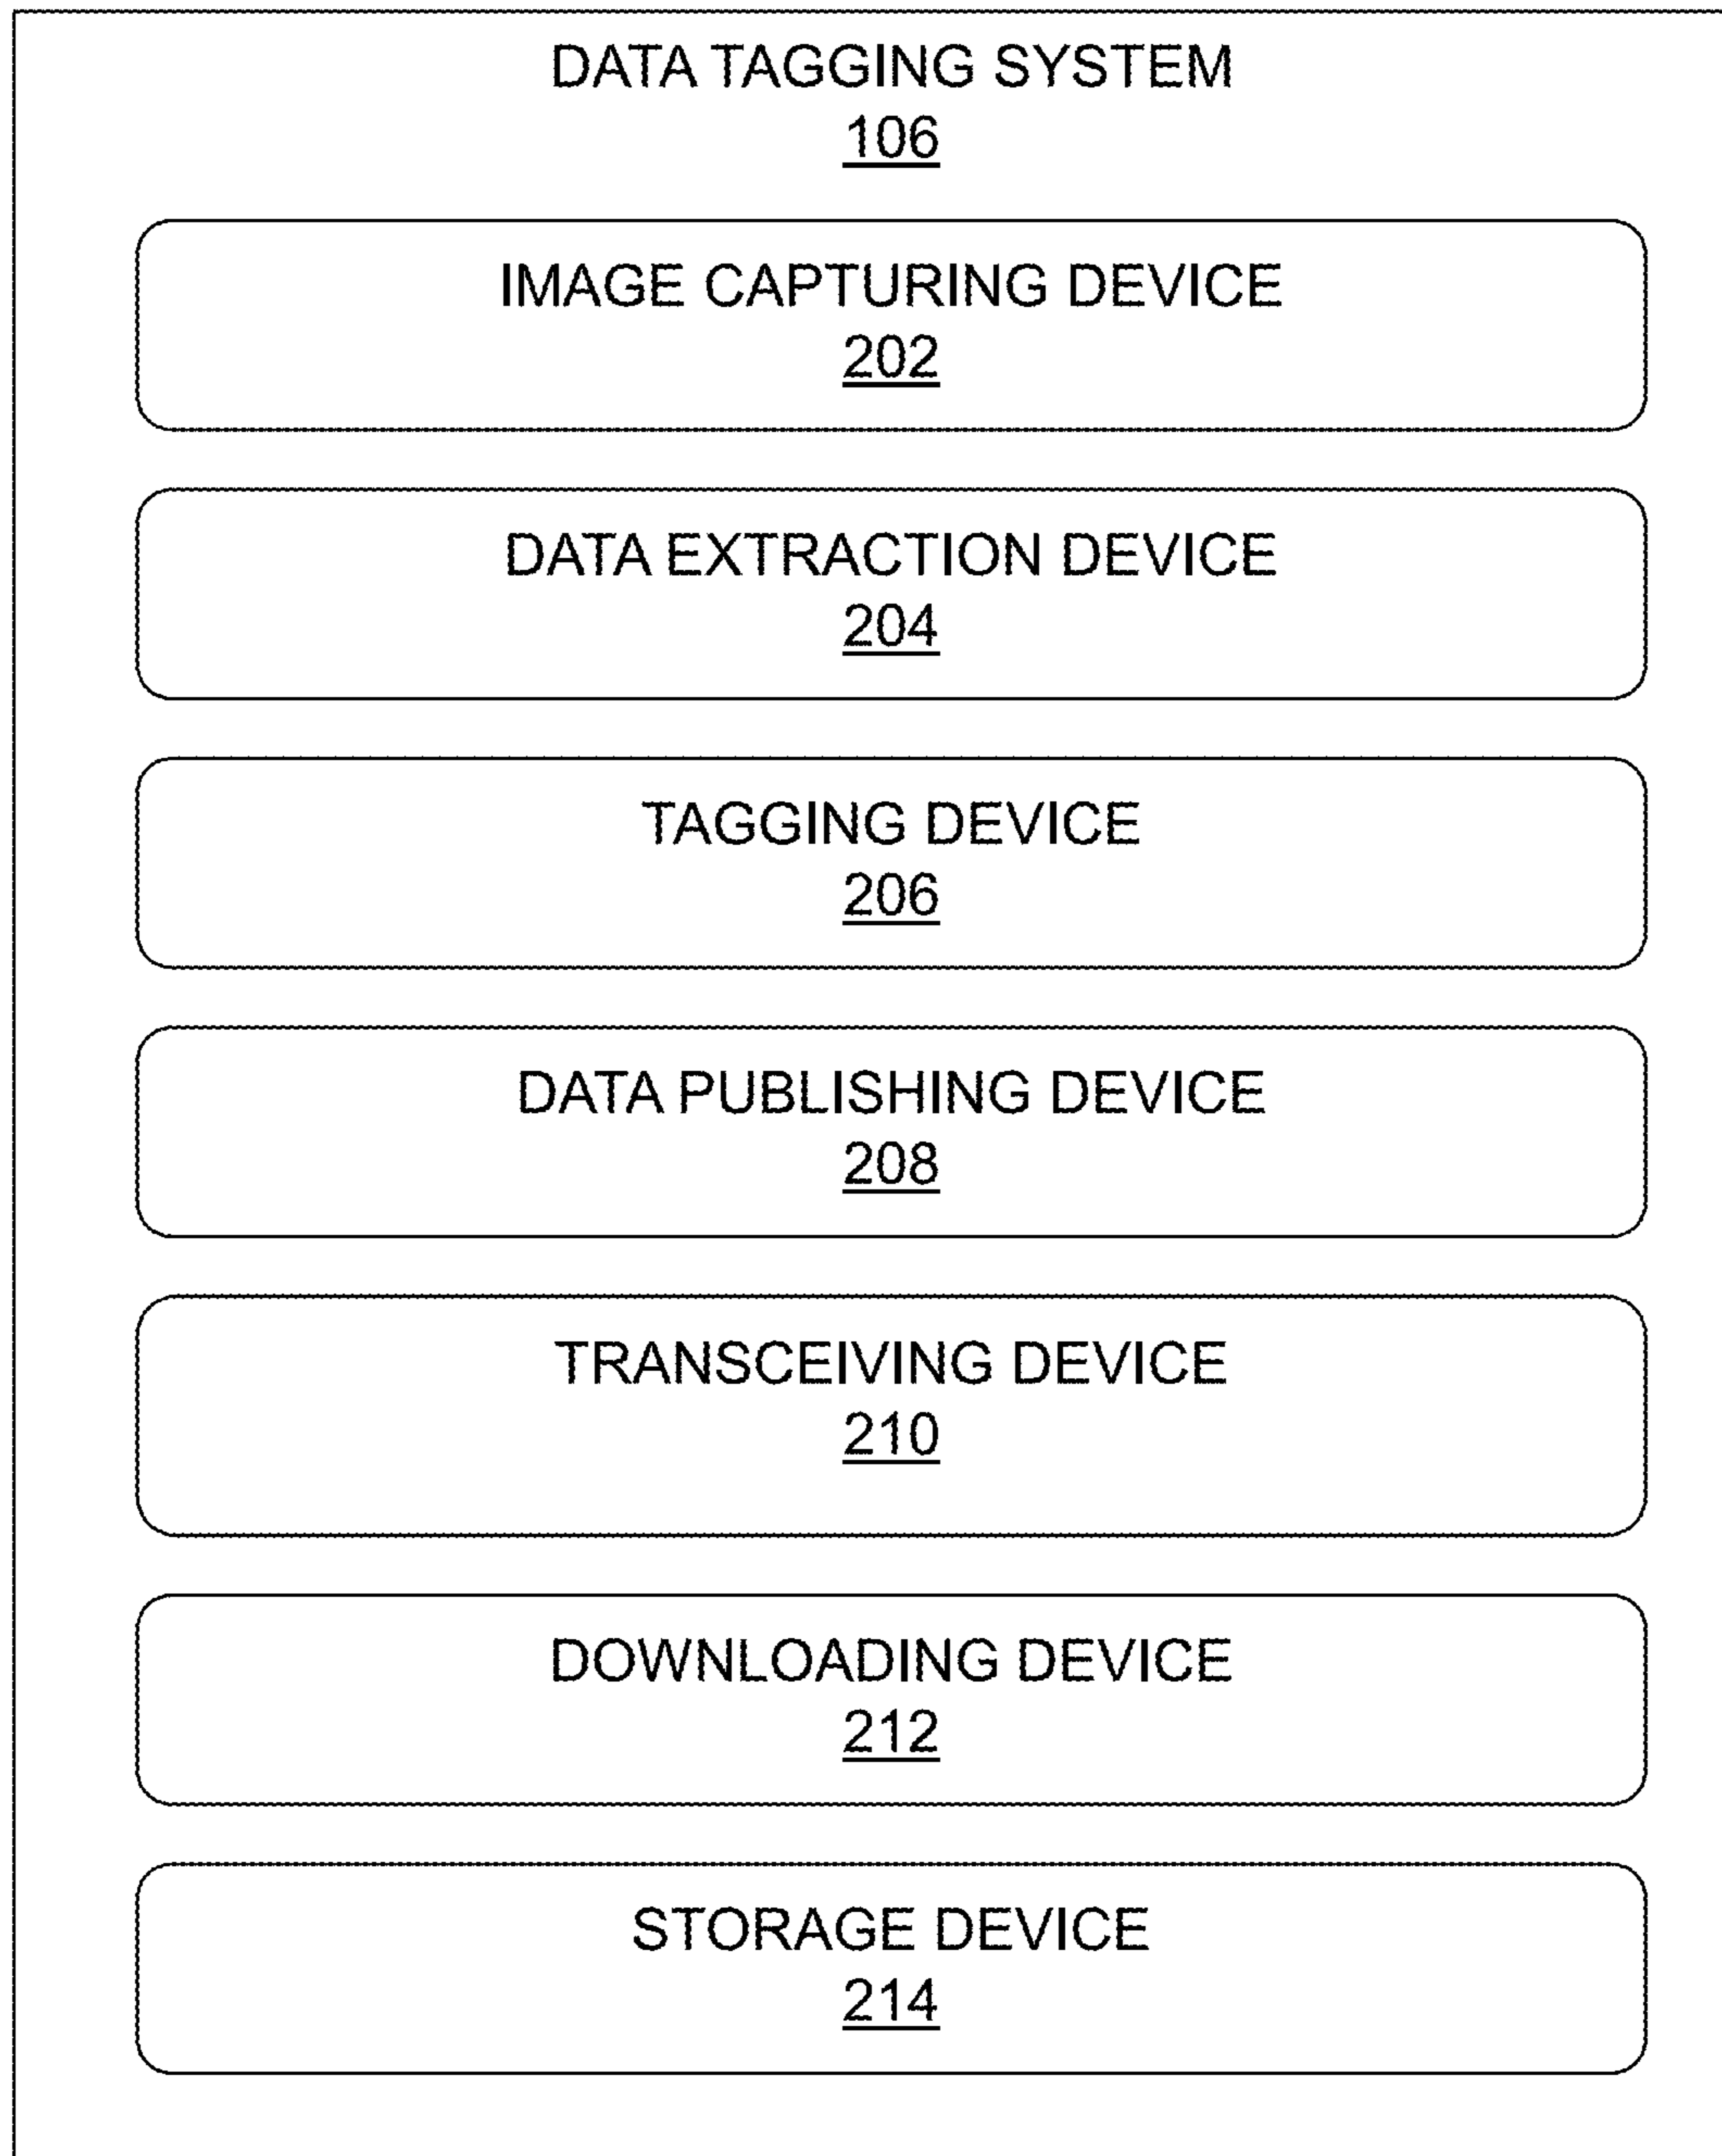 DATA TAGGING SYSTEM
106
IMAGE CAPTURING DEVICE
202
DATA EXTRACTION DEVICE
204
TAGGING DEVICE
206
DATA PUBLISHING DEVICE
208
TRANSCEIVING DEVICE
210
DOWNLOADING DEVICE
212
STORAGE DEVICE
214